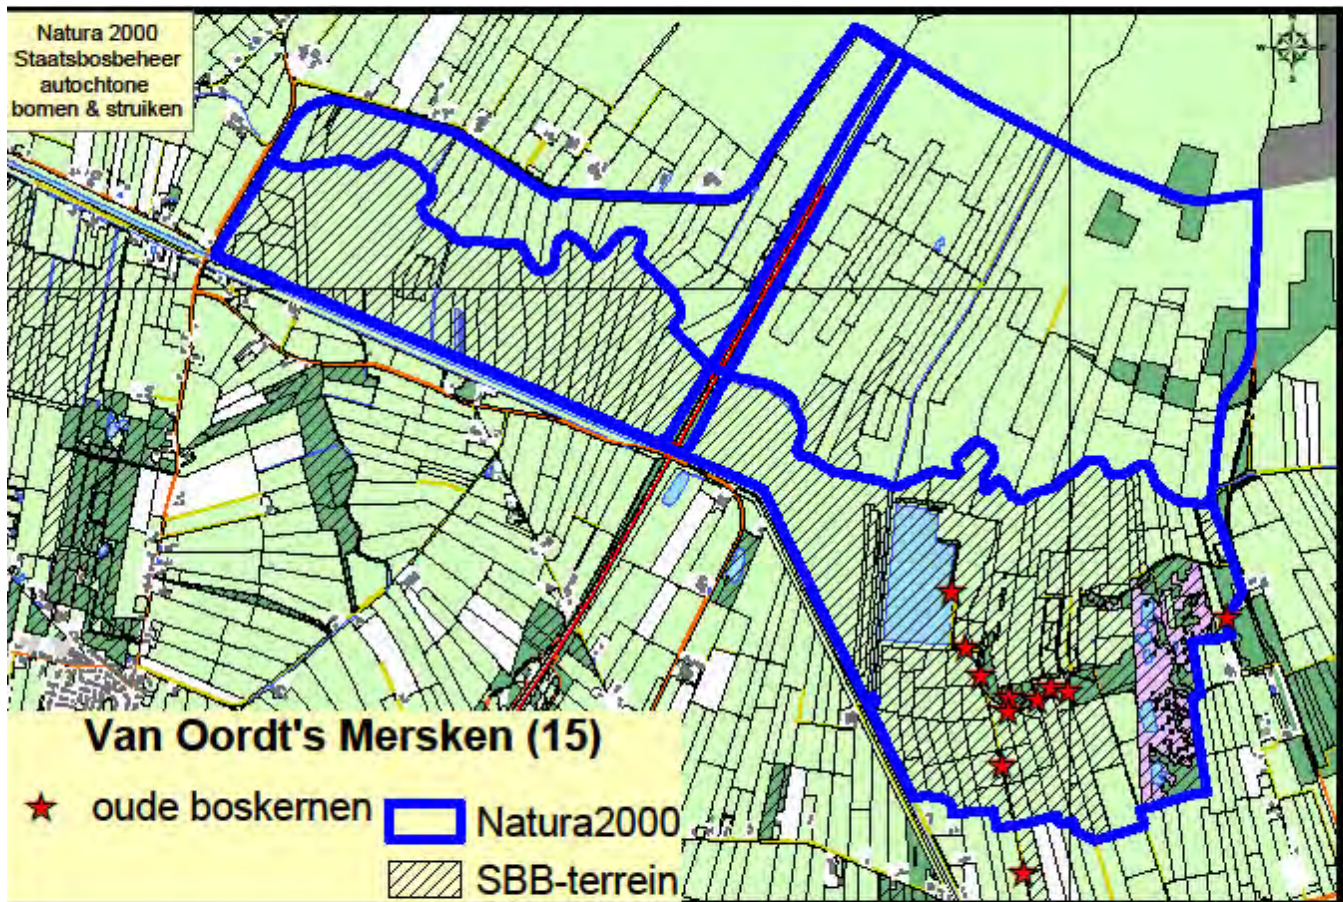 Natura 2000
Staatsbosbeheer
autochtone
bomen & struiken
Van Oordt's Mersken (15)
oude boskernen
Natura2000
SBB-terrein